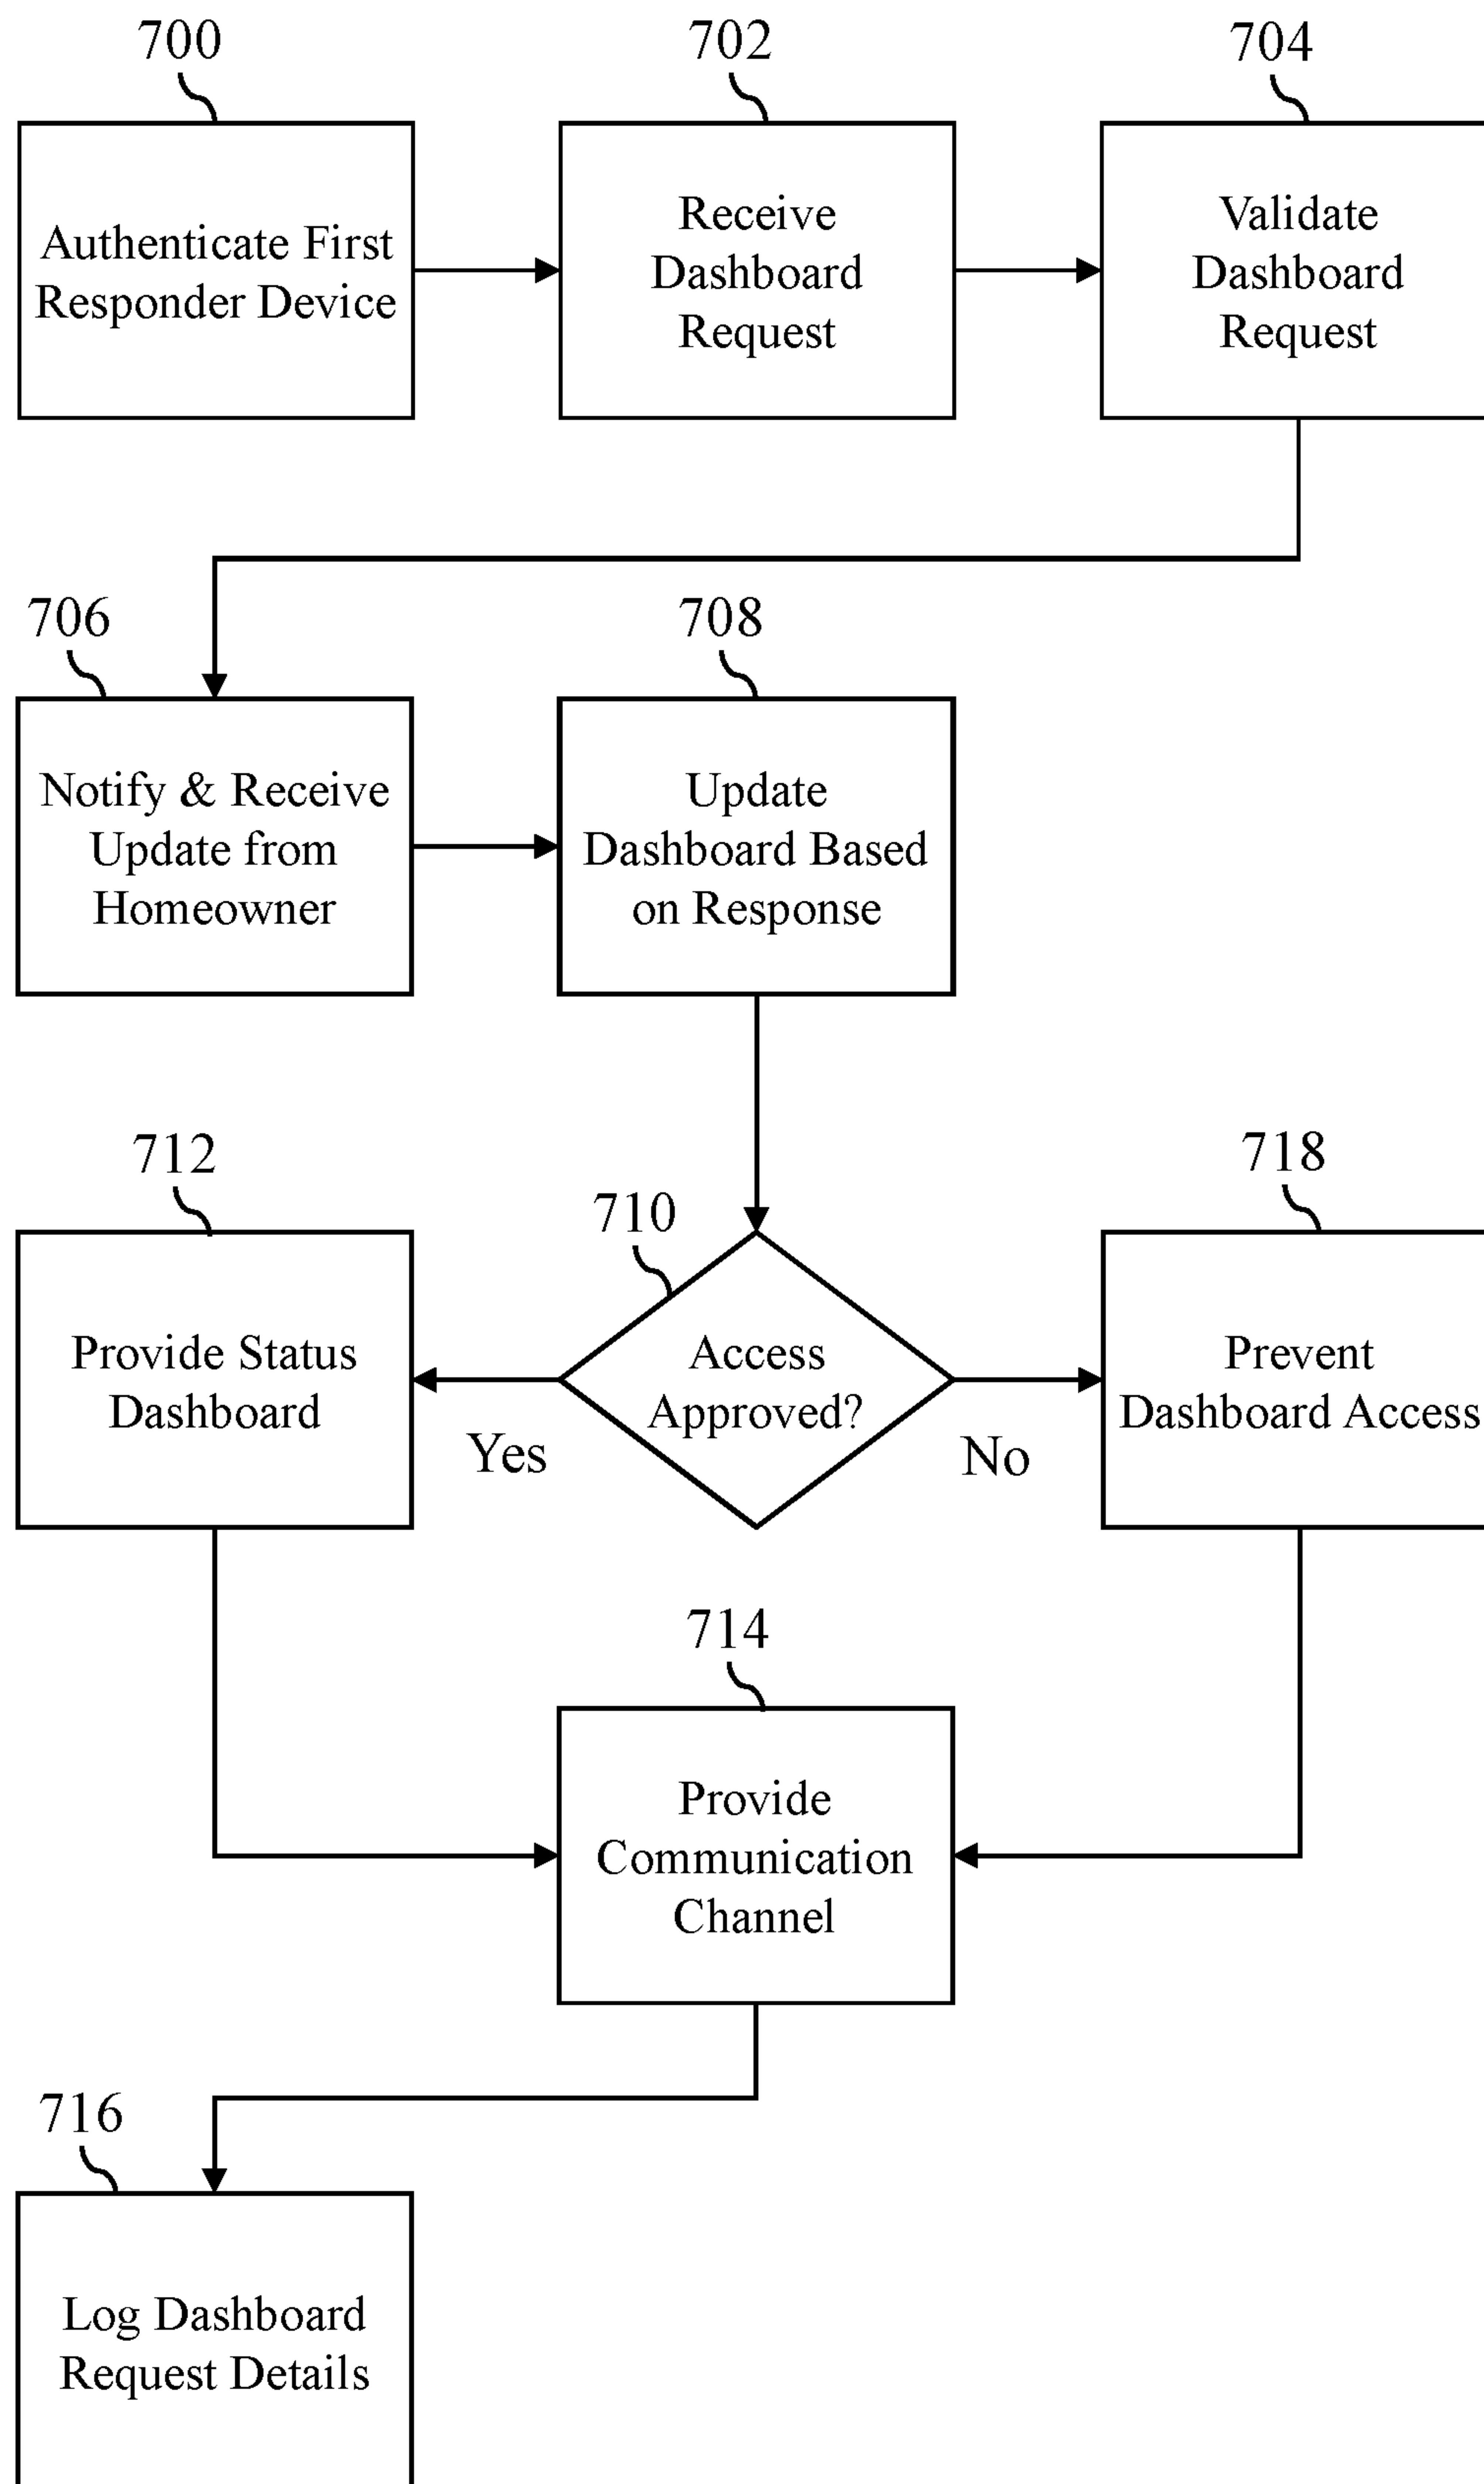 700
702
704
Authenticate First
Responder Device
Receive
Dashboard
Request
Validate
Dashboard
Request
706
708
Notify & Receive
Update from
Homeowner
Update
Dashboard Based
on Response
712
710
718
Provide Status
Dashboard
Access
Approved?
Prevent
Dashboard Access
Yes
No
714
Provide
Communication
Channel
716
Log Dashboard
Request Details